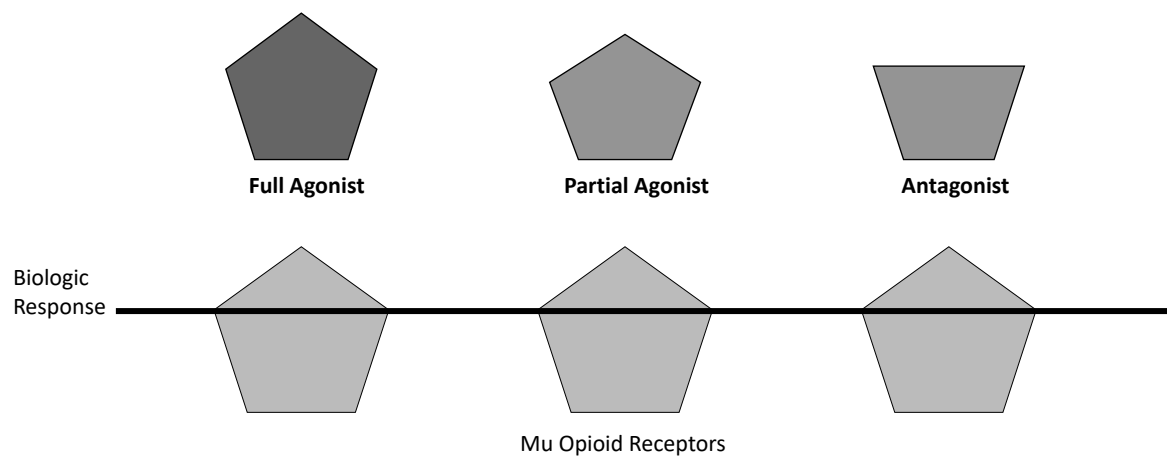 Full Agonist
Partial Agonist
Antagonist
Biologic
Response
Mu Opioid Receptors